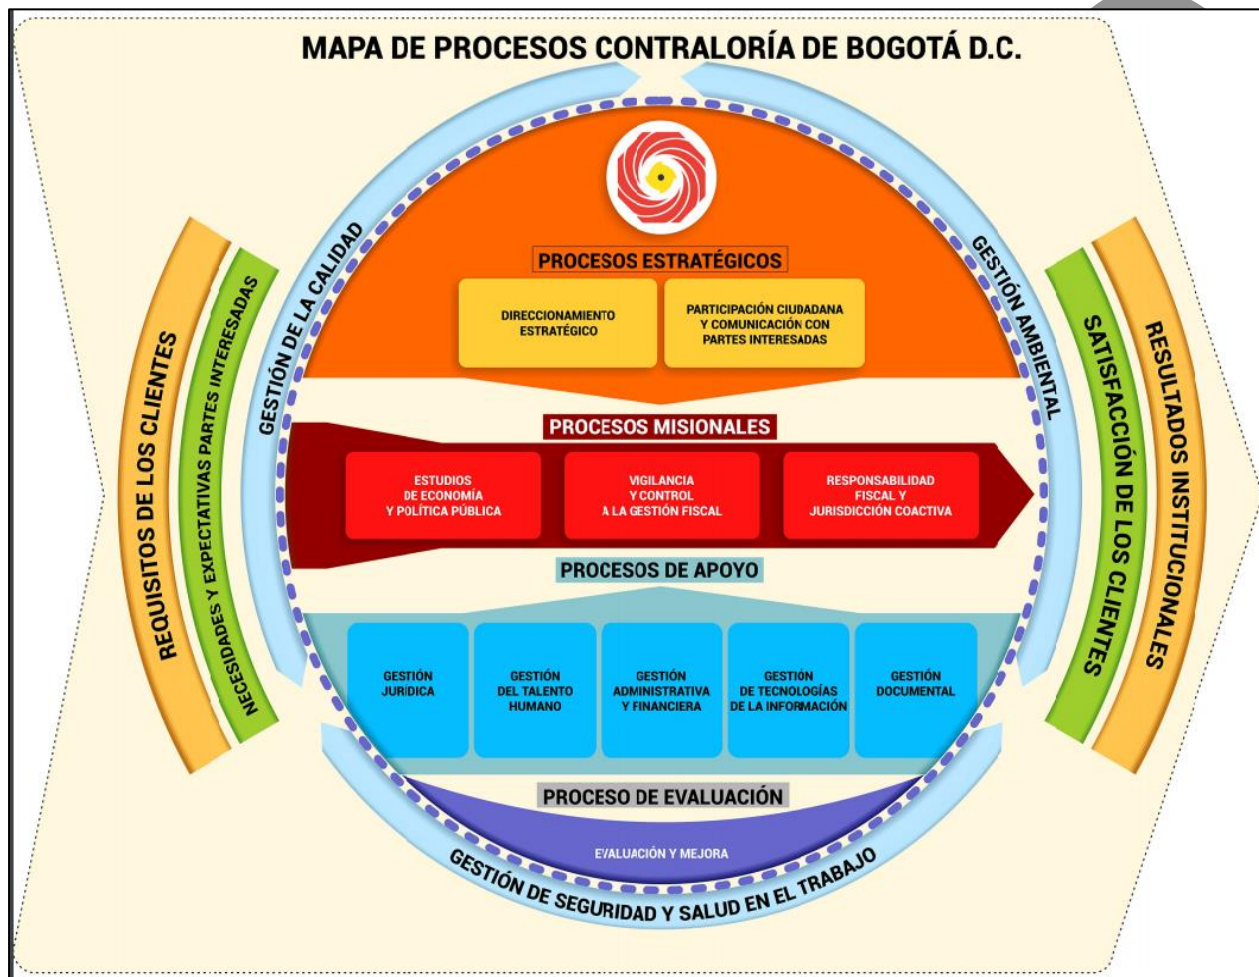 MAPA DE PROCESOS CONTRALORÍA DE BOGOTÁ D.C.
REQUISITOS DE LOS CLIENTES
NECESIDADES Y EXPECTATIVAS PARTES INTERESADAS
GESTIÓN DE LA CALIDAD
GESTIÓN AMBIENTAL
SATISFACCIÓN DE LOS CLIENTES
RESULTADOS INSTITUCIONALES
PROCESOS ESTRATÉGICOS
DIRECCIONAMIENTO
ESTRATÉGICO
PARTICIPACIÓN CIUDADANA
Y COMUNICACIÓN CON
PARTES INTERESADAS
PROCESOS MISIONALES
ESTUDIOS
DE ECONOMÍA
Y POLÍTICA PÚBLICA
VIGILANCIA
Y CONTROL
A LA GESTIÓN FISCAL
RESPONSABILIDAD
FISCAL Y
JURISDICCIÓN COACTIVA
PROCESOS DE APOYO
GESTIÓN
JURÍDICA
GESTIÓN
DEL TALENTO
HUMANO
GESTIÓN
ADMINISTRATIVA
Y FINANCIERA
GESTIÓN
DE TECNOLOGÍAS
DE LA INFORMACIÓN
GESTIÓN
DOCUMENTAL
PROCESO DE EVALUACIÓN
EVALUACIÓN Y MEJORA
GESTIÓN DE SEGURIDAD Y SALUD EN EL TRABAJO